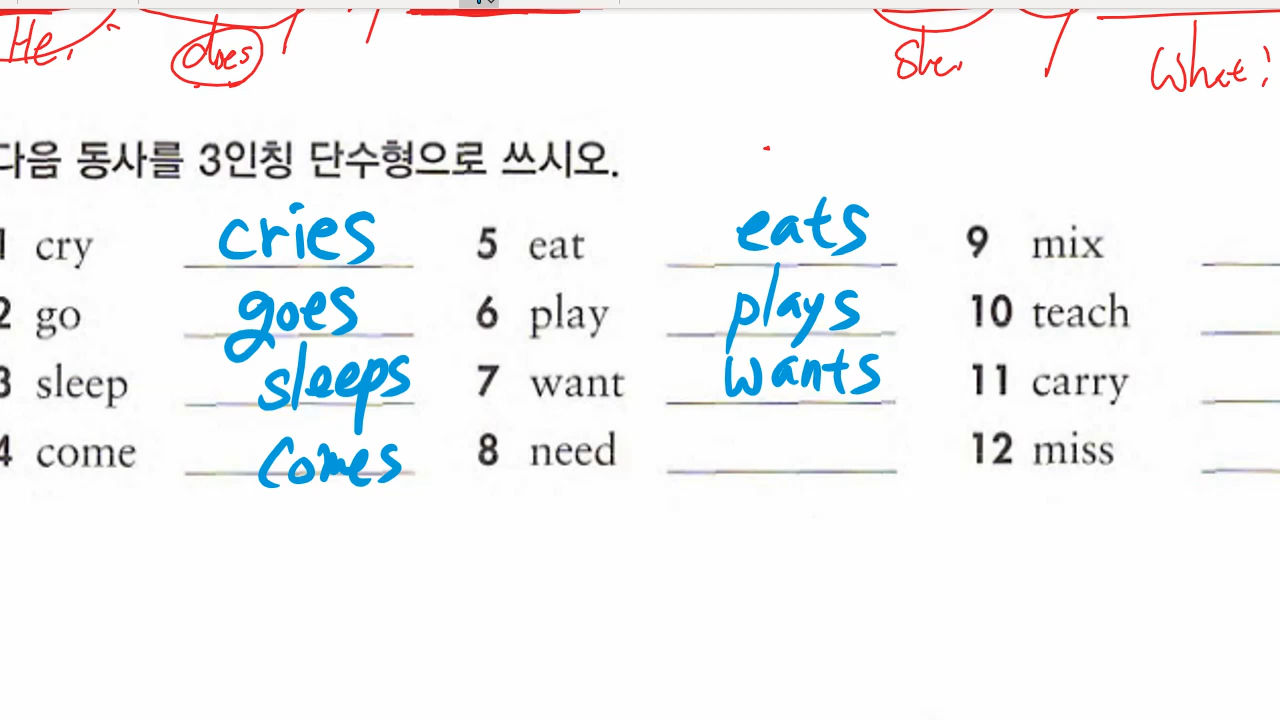 He.
does
She.
What?
다음 동사를 3인칭 단수형으로 쓰시오.
1 cry cries 5 eat eats 9 mix
2 go goes 6 play plays 10 teach
3 sleep sleeps 7 want wants 11 carry
4 come comes 8 need 12 miss